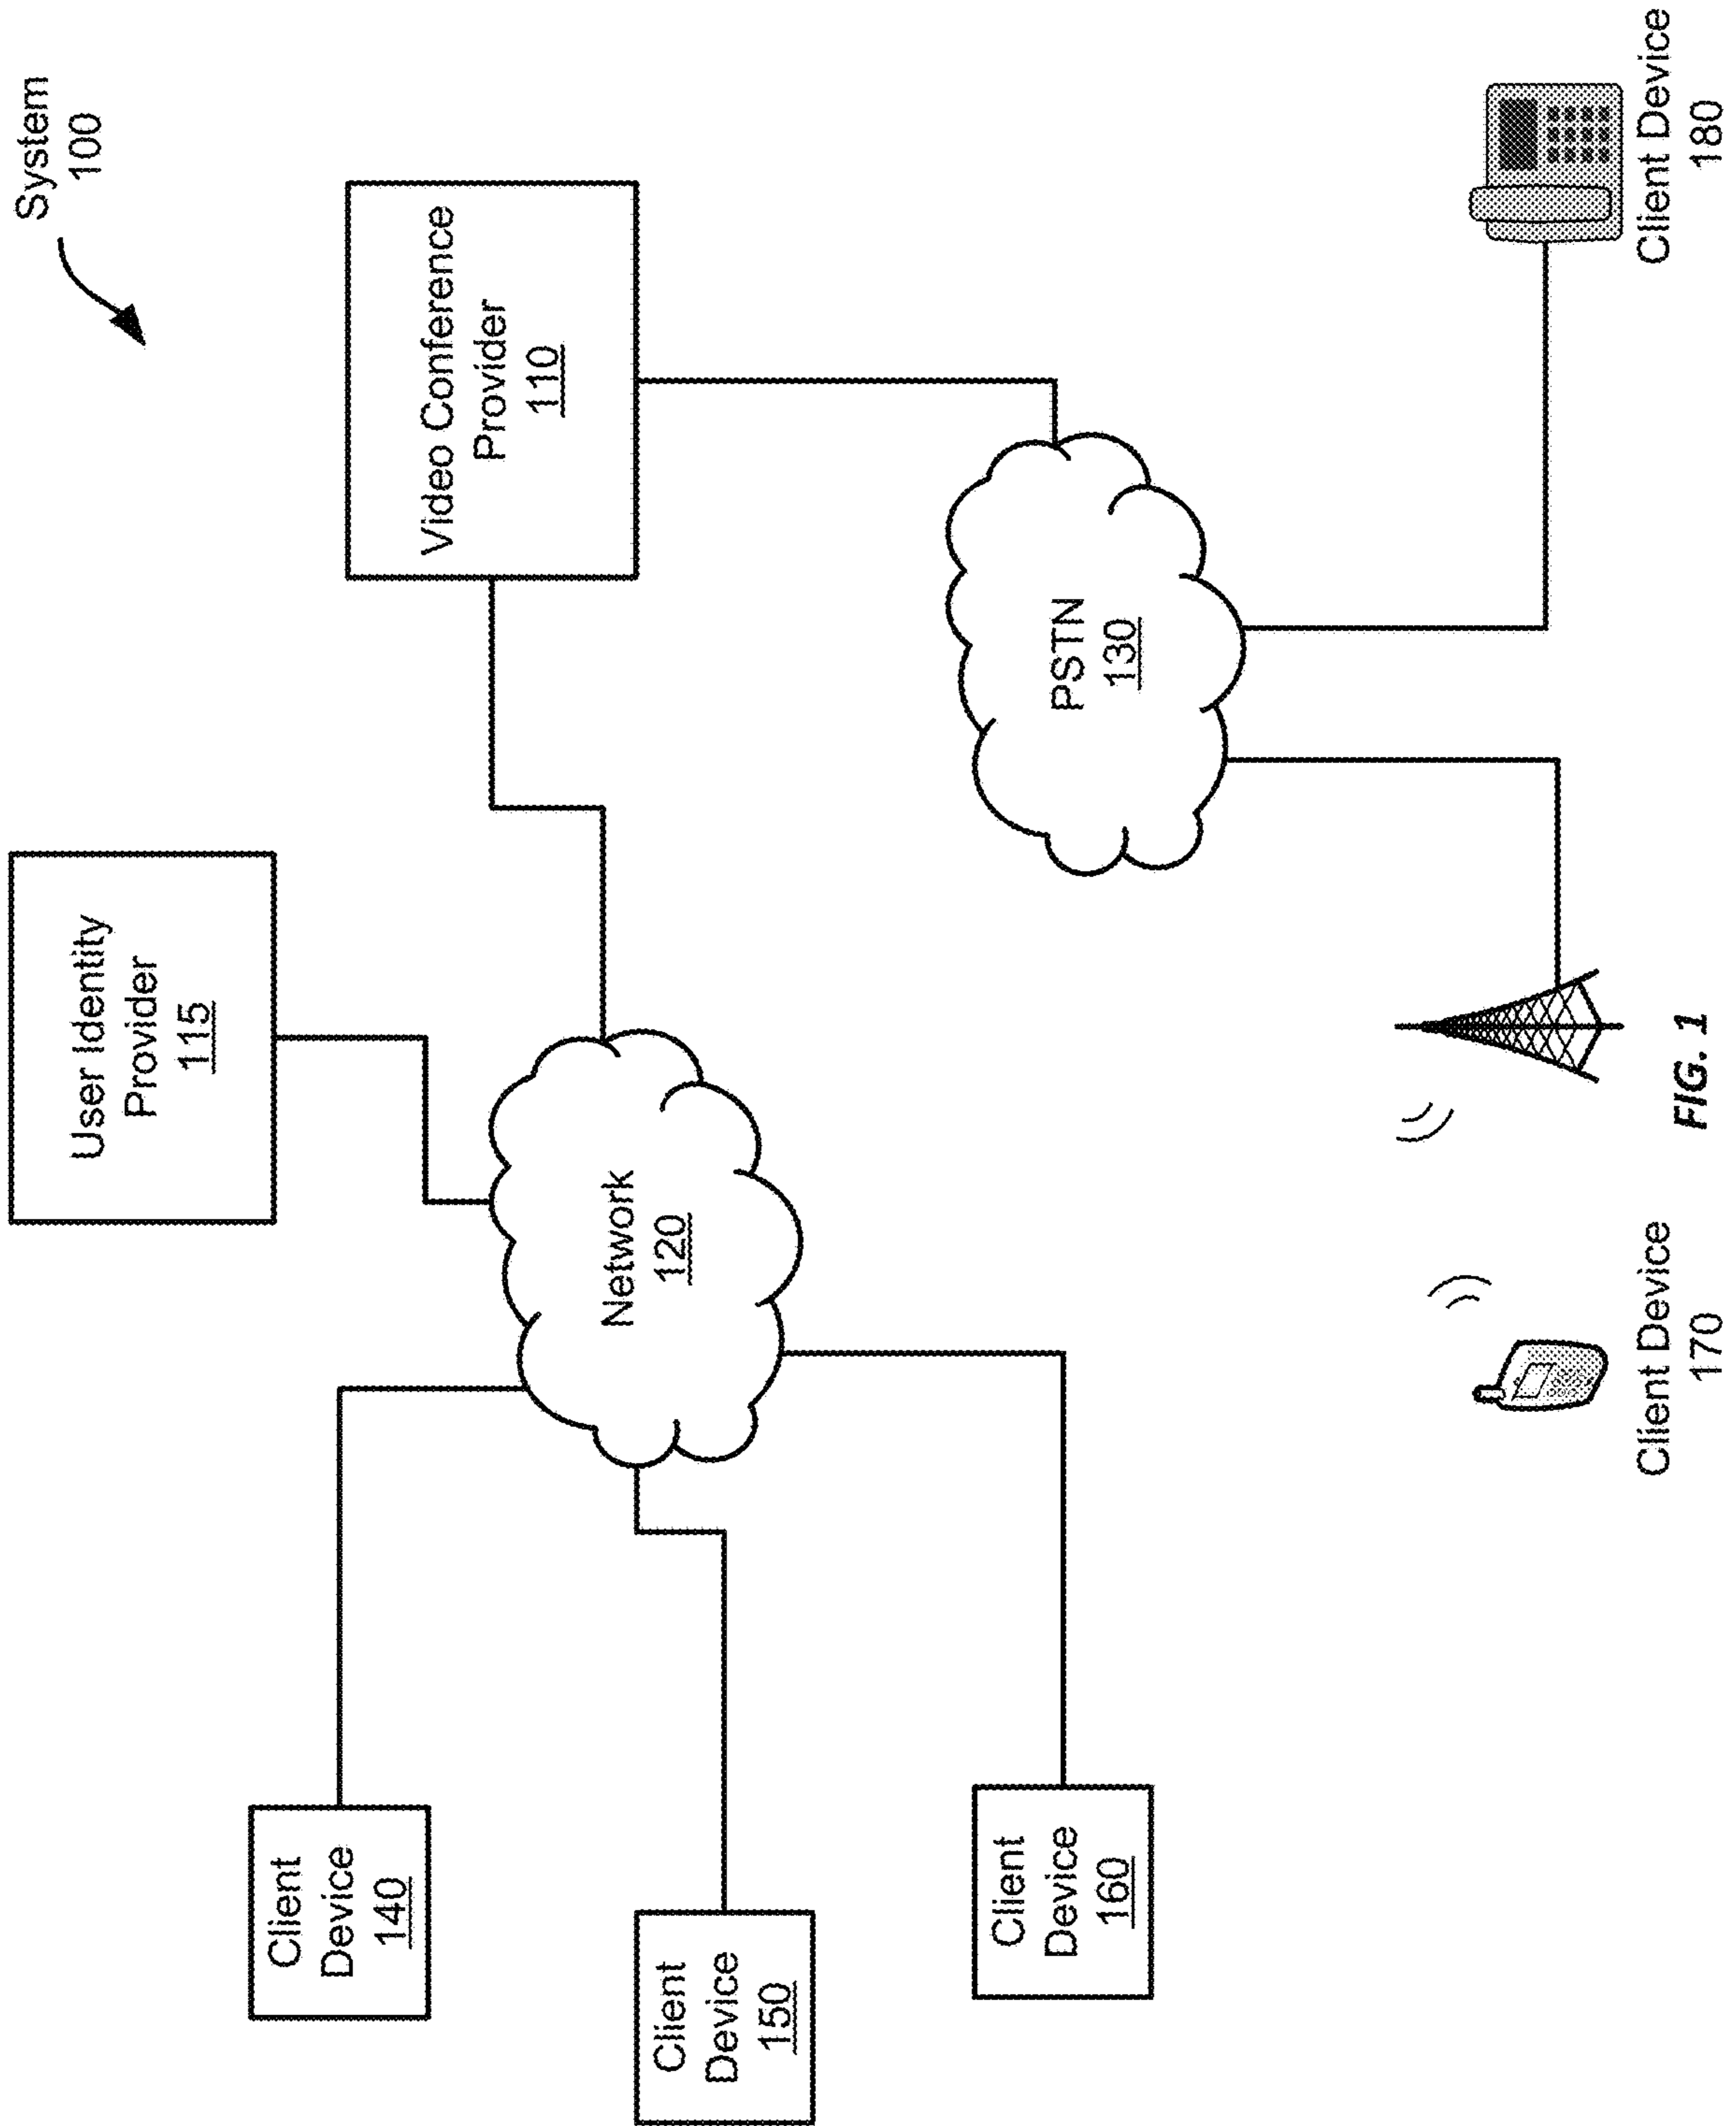 System
100
User Identity
Provider
115
Video Conference
Provider
110
Client
Device
140
Network
120
Client
Device
150
PSTN
130
Client
Device
160
Client Device
170
Client Device
180
FIG. 1